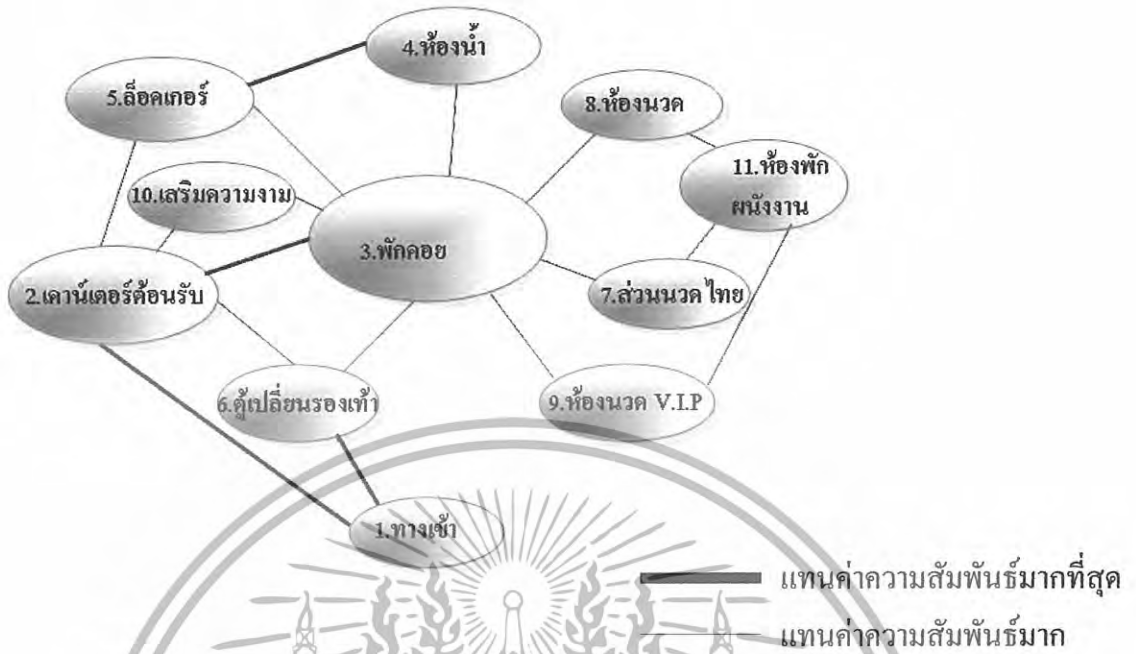 4.ห้องน้ำ
5.ล็อคเกอร์
8.ห้องนวด
11.ห้องพัก
ผนังงาน
10.เสริมความงาม
3.พักคอย
2.เคาน์เตอร์ต้อนรับ
7.ส่วนนวดไทย
6.ตู้เปลี่ยนรองเท้า
9.ห้องนวด V.I.P
1.ทางเข้า
แทนค่าความสัมพันธ์มากที่สุด
แทนค่าความสัมพันธ์มาก